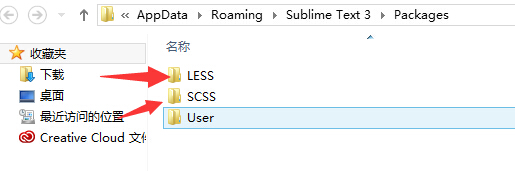 « AppData ▸ Roaming ▸ Sublime Text 3 ▸ Packages ▸
收藏夹
下载
桌面
最近访问的位置
Creative Cloud 文件
名称
LESS
SCSS
User